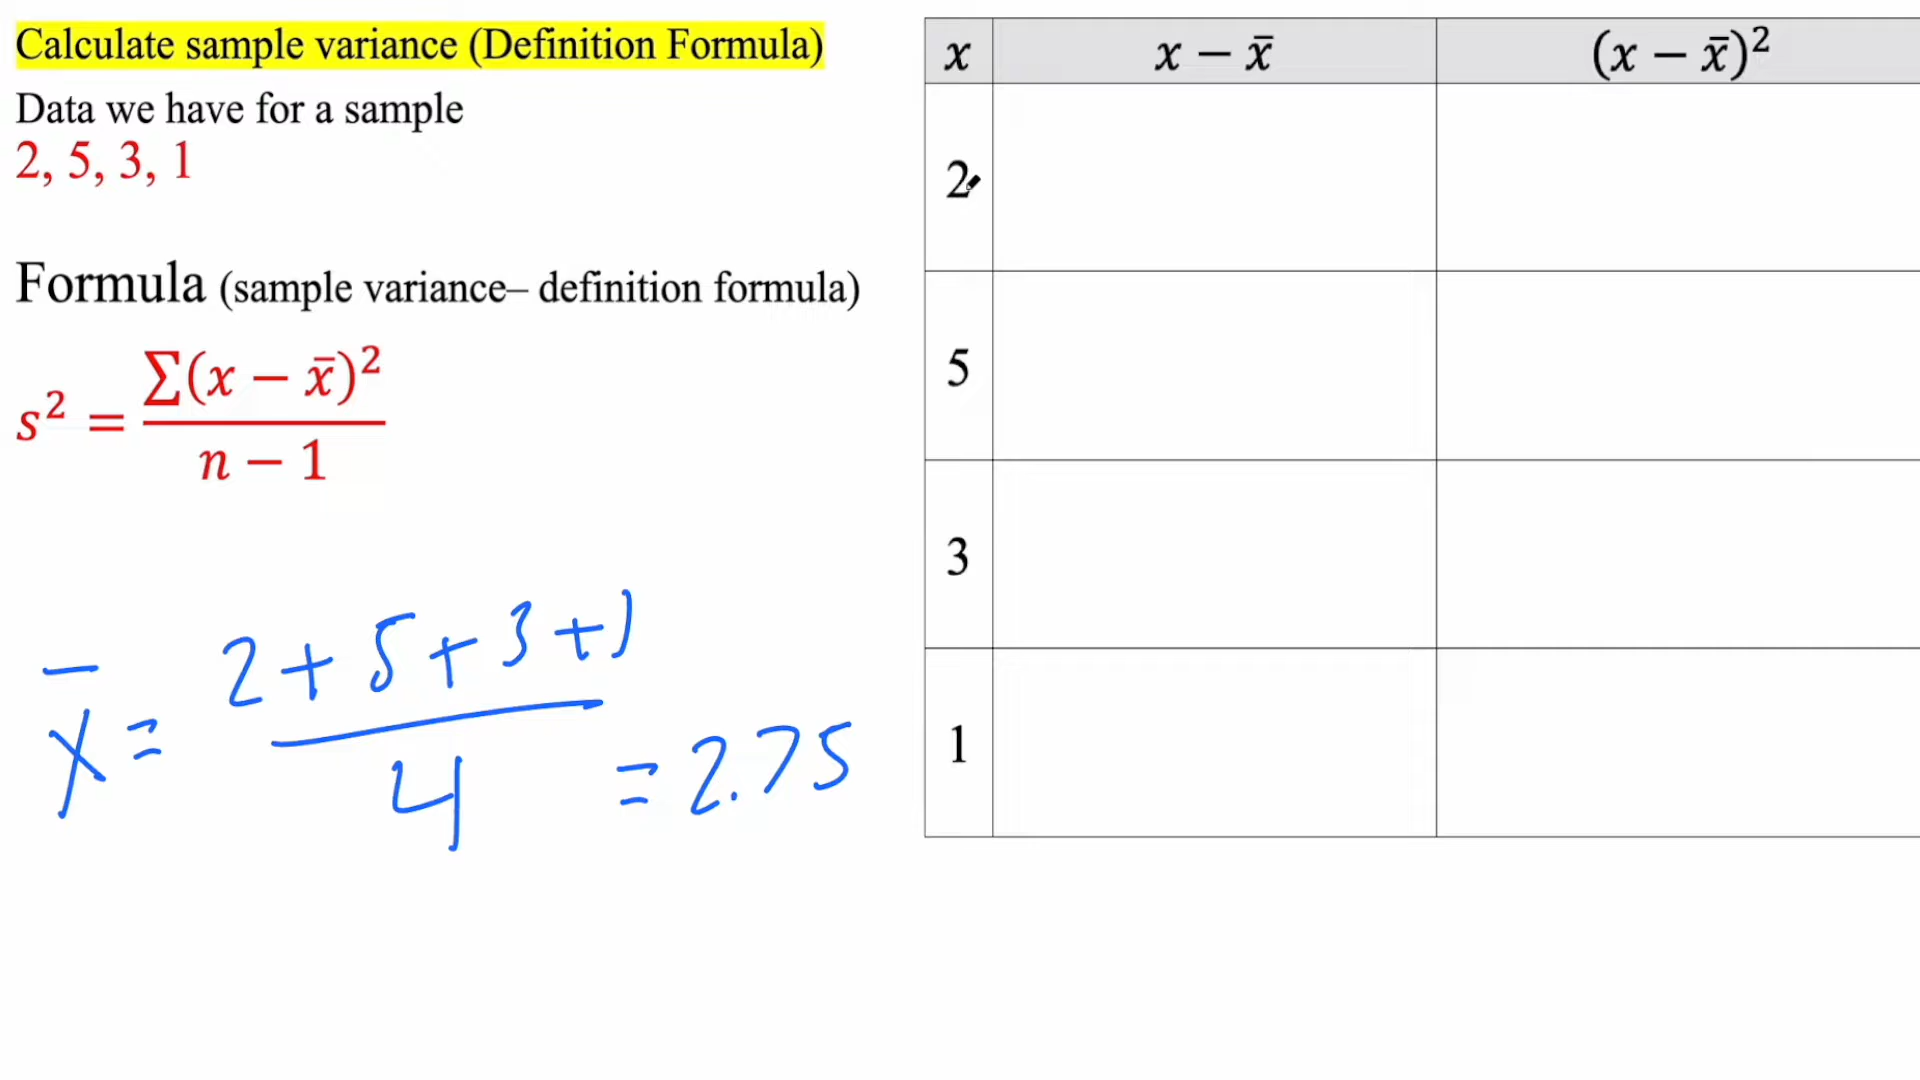 Calculate sample variance (Definition Formula)
Data we have for a sample
2, 5, 3, 1
Formula (sample variance– definition formula)
s² = ∑(x − x̄)² / n − 1
x̄ = 2 + 5 + 3 + 1 / 4 = 2.75
x x − x̄ (x − x̄)²
2
5
3
1